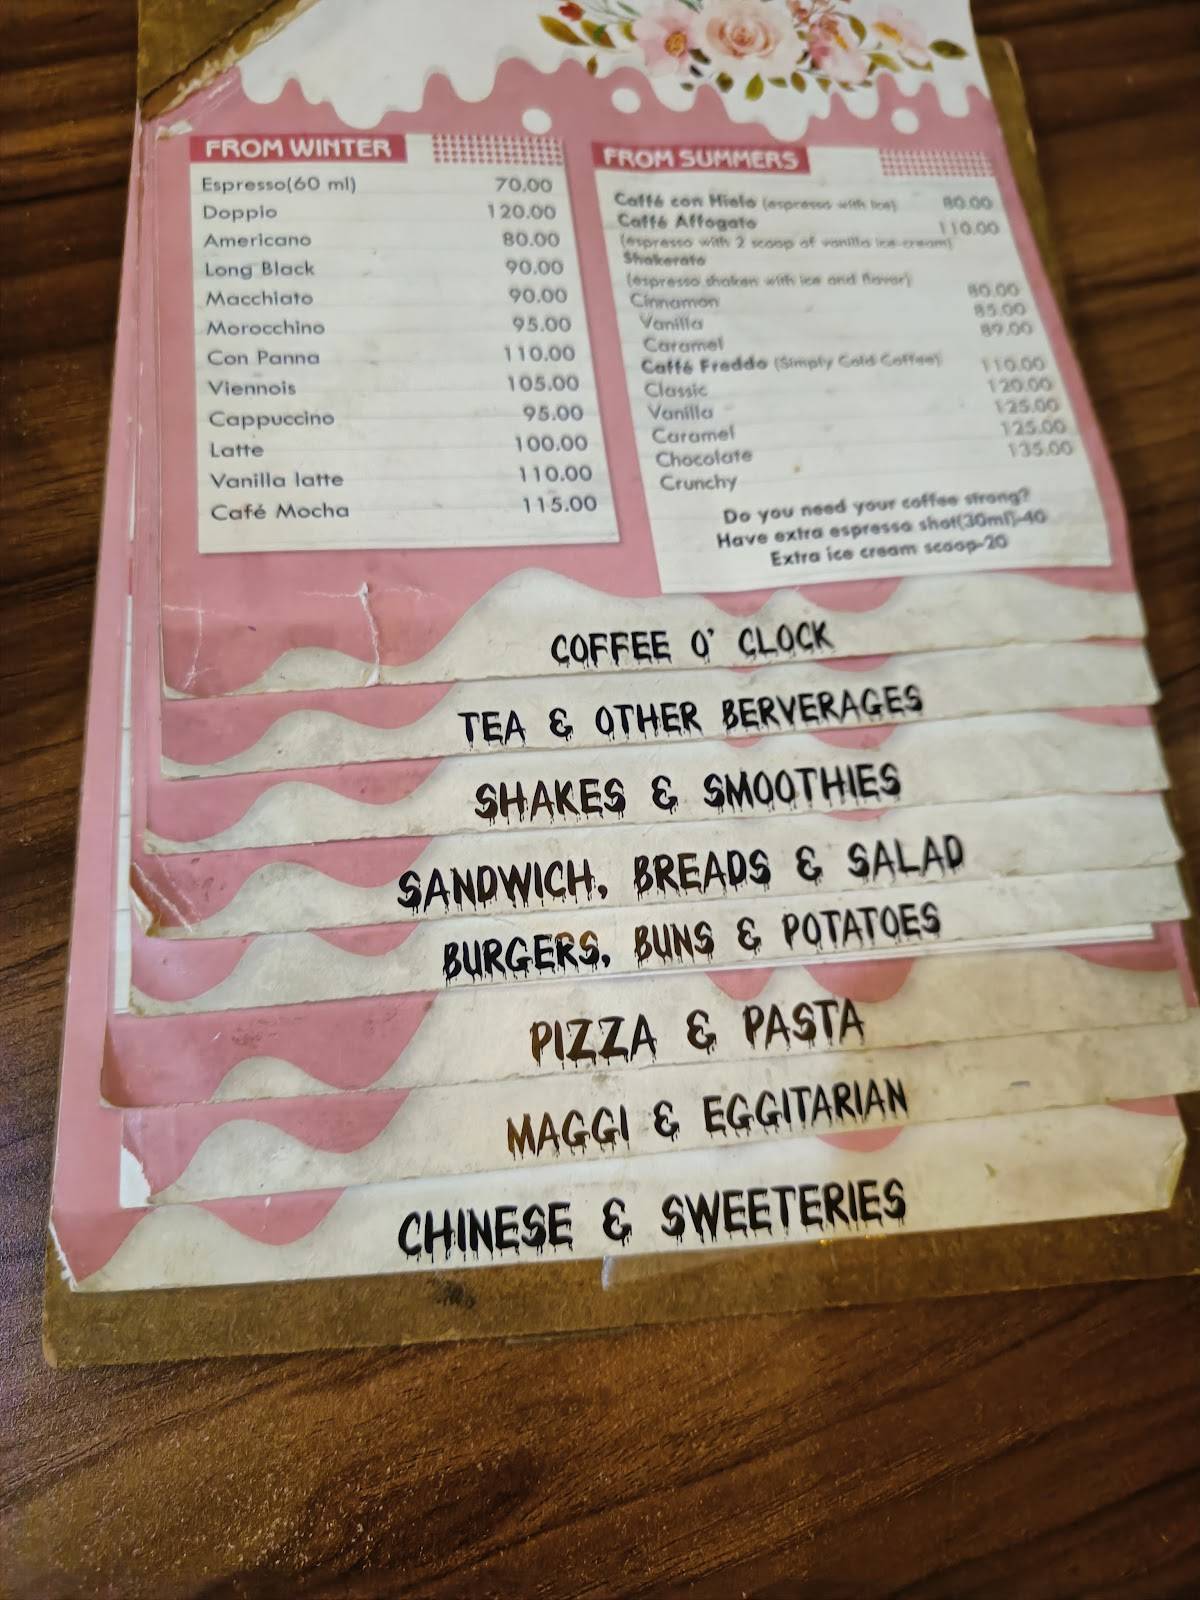 FROM WINTER
Espresso(60 ml) 70.00
Doppio 120.00
Americano 80.00
Long Black 90.00
Macchiato 90.00
Morocchino 95.00
Con Panna 110.00
Viennois 105.00
Cappuccino 95.00
Latte 100.00
Vanilla latte 110.00
Café Mocha 115.00
FROM SUMMERS
Caffé con Hielo (espresso with ice) 80.00
Caffé Affogato 110.00
(espresso with 2 scoop of vanilla ice-cream)
Shakerato
(espresso shaken with ice and flavor)
Cinnamon 80.00
Vanilla 85.00
Caramel 89.00
Caffé Freddo (Simply Cold Coffee)
Classic 110.00
Vanilla 120.00
Caramel 125.00
Chocolate 125.00
Crunchy 135.00
Do you need your coffee strong?
Have extra espresso shot(30ml)-40
Extra ice cream scoop-20
COFFEE O' CLOCK
TEA & OTHER BERVERAGES
SHAKES & SMOOTHIES
SANDWICH, BREADS & SALAD
BURGERS, BUNS & POTATOES
PIZZA & PASTA
MAGGI & EGGITARIAN
CHINESE & SWEETERIES